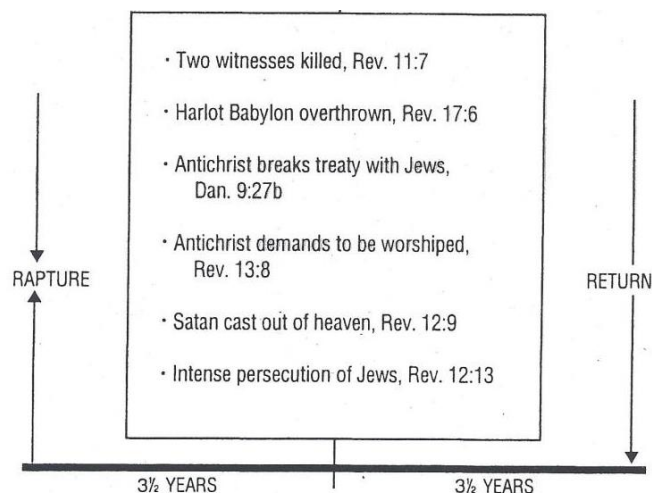 · Two witnesses killed, Rev. 11:7
· Harlot Babylon overthrown, Rev. 17:6
· Antichrist breaks treaty with Jews,
Dan. 9:27b
· Antichrist demands to be worshiped,
Rev. 13:8
· Satan cast out of heaven, Rev. 12:9
· Intense persecution of Jews, Rev. 12:13
RAPTURE
RETURN
3½ YEARS
3½ YEARS